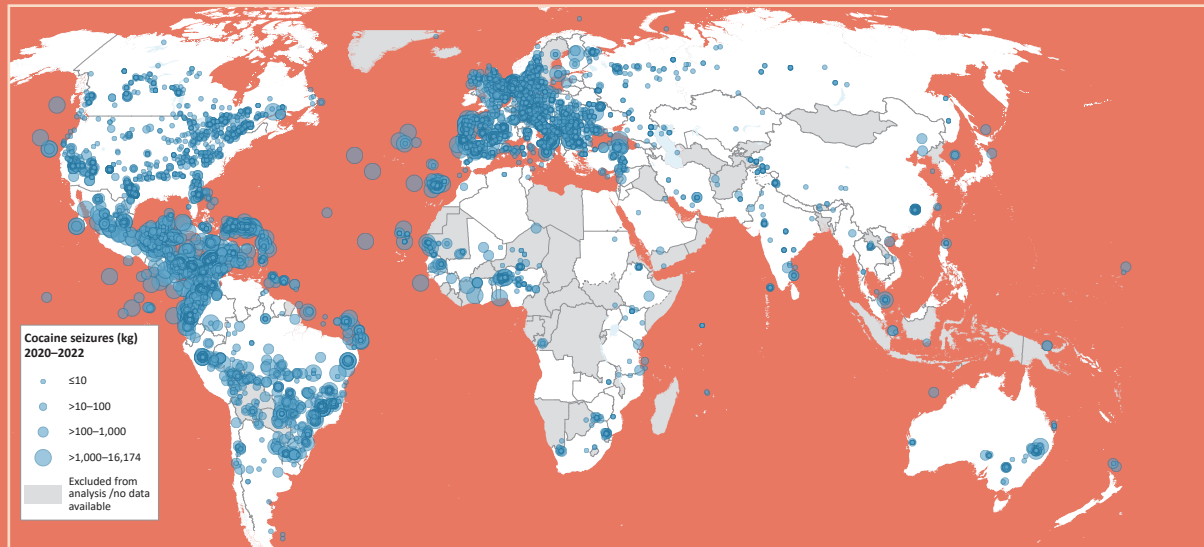 Cocaine seizures (kg)
2020–2022
≤10
>10–100
>100–1,000
>1,000–16,174
Excluded from
analysis /no data
available